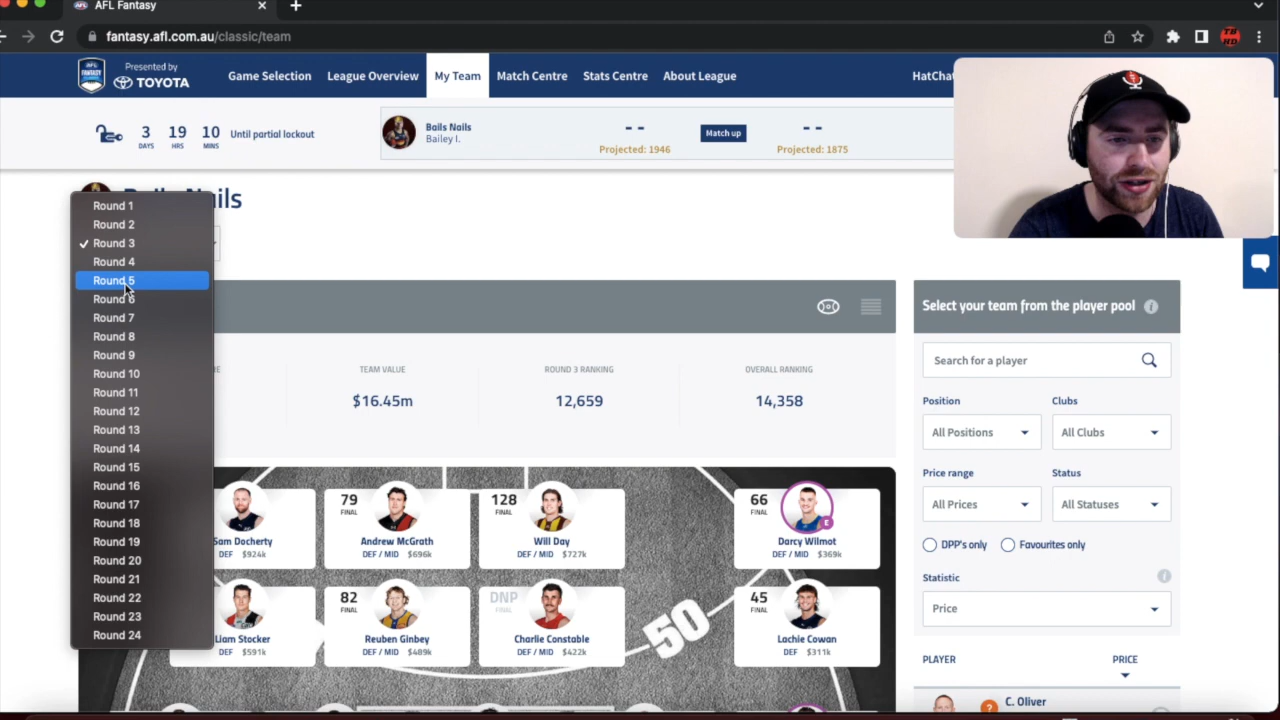 AFL Fantasy
fantasy.afl.com.au/classic/team
Presented by
TOYOTA
Game Selection
League Overview
My Team
Match Centre
Stats Centre
About League
HatChat
3
DAYS
19
HRS
10
MINS
Until partial lockout
Bails Nails
Bailey I.
- -
Projected: 1946
Match up
- -
Projected: 1875
Bails Nails
Round 1
Round 2
✓ Round 3
Round 4
Round 5
Round 6
Round 7
Round 8
Round 9
Round 10
Round 11
Round 12
Round 13
Round 14
Round 15
Round 16
Round 17
Round 18
Round 19
Round 20
Round 21
Round 22
Round 23
Round 24
TEAM VALUE
$16.45m
ROUND 3 RANKING
12,659
OVERALL RANKING
14,358
Sam Docherty
DEF $924k
79
FINAL
Andrew McGrath
DEF / MID $696k
128
FINAL
Will Day
DEF / MID $727k
66
FINAL
E
Darcy Wilmot
DEF / MID $369k
Liam Stocker
$591k
82
FINAL
Reuben Ginbey
DEF / MID $489k
DNP
FINAL
Charlie Constable
DEF / MID $422k
50
45
FINAL
Lachie Cowan
DEF $311k
Select your team from the player pool
Search for a player
Position
Clubs
All Positions
All Clubs
Price range
Status
All Prices
All Statuses
DPP's only
Favourites only
Statistic
Price
PLAYER
PRICE
C. Oliver